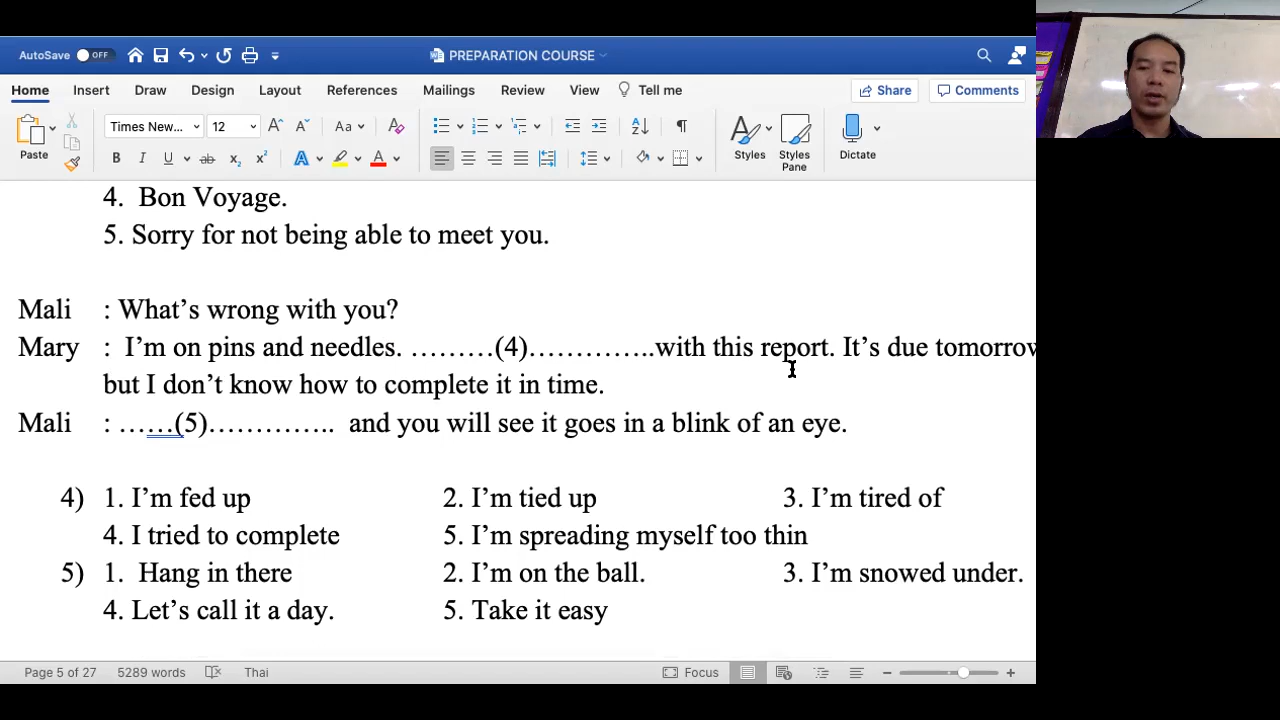 AutoSave OFF PREPARATION COURSE
Home Insert Draw Design Layout References Mailings Review View Tell me Share Comments
Paste Times New... 12 Aa Styles Styles Pane Dictate
4. Bon Voyage.
5. Sorry for not being able to meet you.
Mali : What’s wrong with you?
Mary : I’m on pins and needles. ………(4)…………..with this report. It’s due tomorrow
but I don’t know how to complete it in time.
Mali : ……(5)………….. and you will see it goes in a blink of an eye.
4) 1. I’m fed up 2. I’m tied up 3. I’m tired of
4. I tried to complete 5. I’m spreading myself too thin
5) 1. Hang in there 2. I’m on the ball. 3. I’m snowed under.
4. Let’s call it a day. 5. Take it easy
Page 5 of 27 5289 words Thai Focus